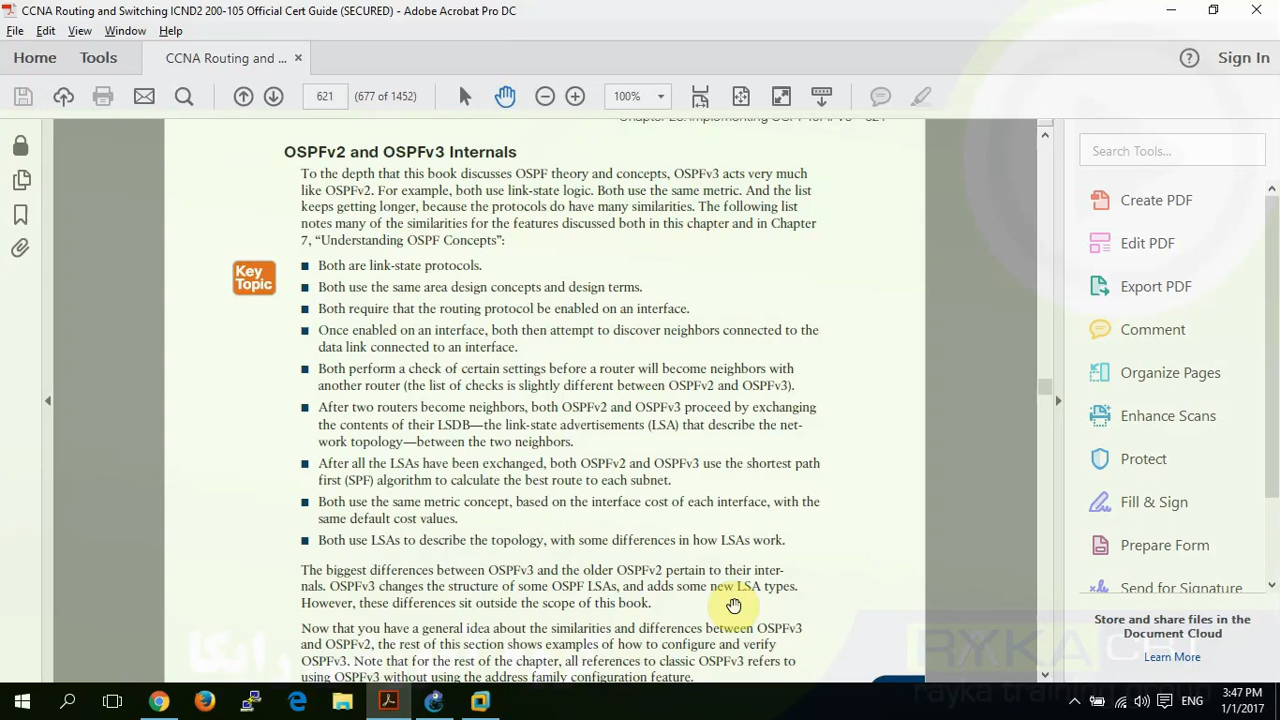 CCNA Routing and Switching ICND2 200-105 Official Cert Guide (SECURED) - Adobe Acrobat Pro DC
File Edit View Window Help
Home Tools CCNA Routing and ... × Sign In
621 (677 of 1452) 100%
Search Tools...
OSPFv2 and OSPFv3 Internals
To the depth that this book discusses OSPF theory and concepts, OSPFv3 acts very much
like OSPFv2. For example, both use link-state logic. Both use the same metric. And the list
keeps getting longer, because the protocols do have many similarities. The following list
notes many of the similarities for the features discussed both in this chapter and in Chapter
7, “Understanding OSPF Concepts”:
Key
Topic
■ Both are link-state protocols.
■ Both use the same area design concepts and design terms.
■ Both require that the routing protocol be enabled on an interface.
■ Once enabled on an interface, both then attempt to discover neighbors connected to the
data link connected to an interface.
■ Both perform a check of certain settings before a router will become neighbors with
another router (the list of checks is slightly different between OSPFv2 and OSPFv3).
■ After two routers become neighbors, both OSPFv2 and OSPFv3 proceed by exchanging
the contents of their LSDB—the link-state advertisements (LSA) that describe the net-
work topology—between the two neighbors.
■ After all the LSAs have been exchanged, both OSPFv2 and OSPFv3 use the shortest path
first (SPF) algorithm to calculate the best route to each subnet.
■ Both use the same metric concept, based on the interface cost of each interface, with the
same default cost values.
■ Both use LSAs to describe the topology, with some differences in how LSAs work.
The biggest differences between OSPFv3 and the older OSPFv2 pertain to their inter-
nals. OSPFv3 changes the structure of some OSPF LSAs, and adds some new LSA types.
However, these differences sit outside the scope of this book.
Now that you have a general idea about the similarities and differences between OSPFv3
and OSPFv2, the rest of this section shows examples of how to configure and verify
OSPFv3. Note that for the rest of the chapter, all references to classic OSPFv3 refers to
using OSPFv3 without using the address family configuration feature.
Create PDF
Edit PDF
Export PDF
Comment
Organize Pages
Enhance Scans
Protect
Fill & Sign
Prepare Form
Send for Signature
Store and share files in the
Document Cloud
Learn More
رایکا
RYKA CBT
rayka training
ENG
3:47 PM
1/1/2017